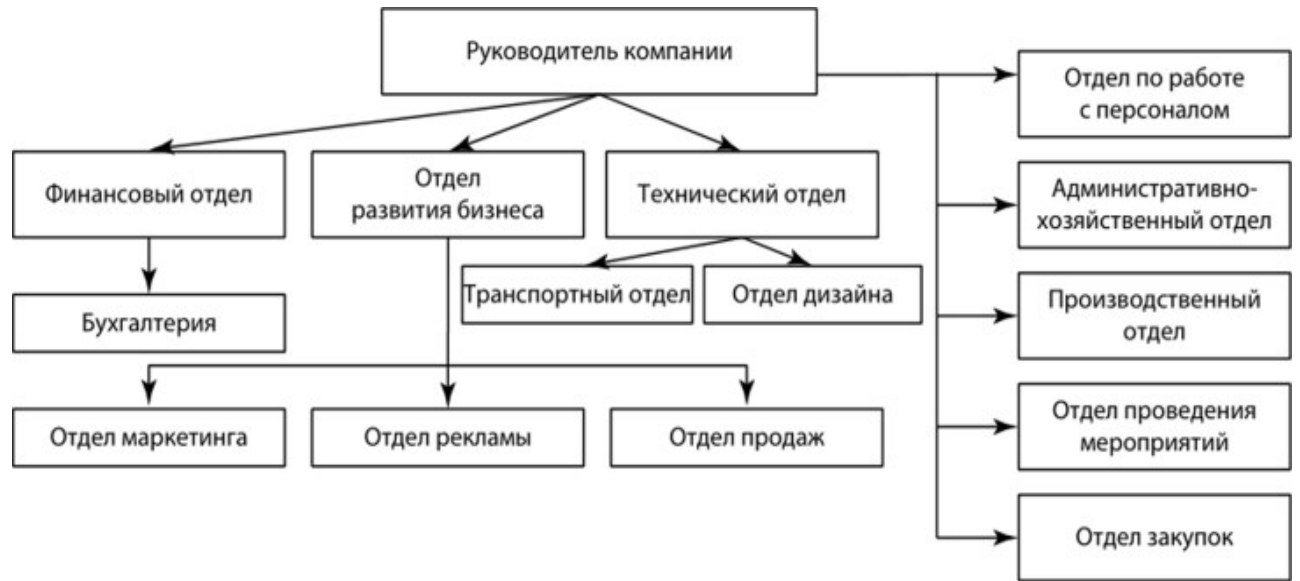 Руководитель компании
Отдел по работе
с персоналом
Финансовый отдел
Отдел
развития бизнеса
Технический отдел
Административно-
хозяйственный отдел
Транспортный отдел
Отдел дизайна
Бухгалтерия
Производственный
отдел
Отдел маркетинга
Отдел рекламы
Отдел продаж
Отдел проведения
мероприятий
Отдел закупок